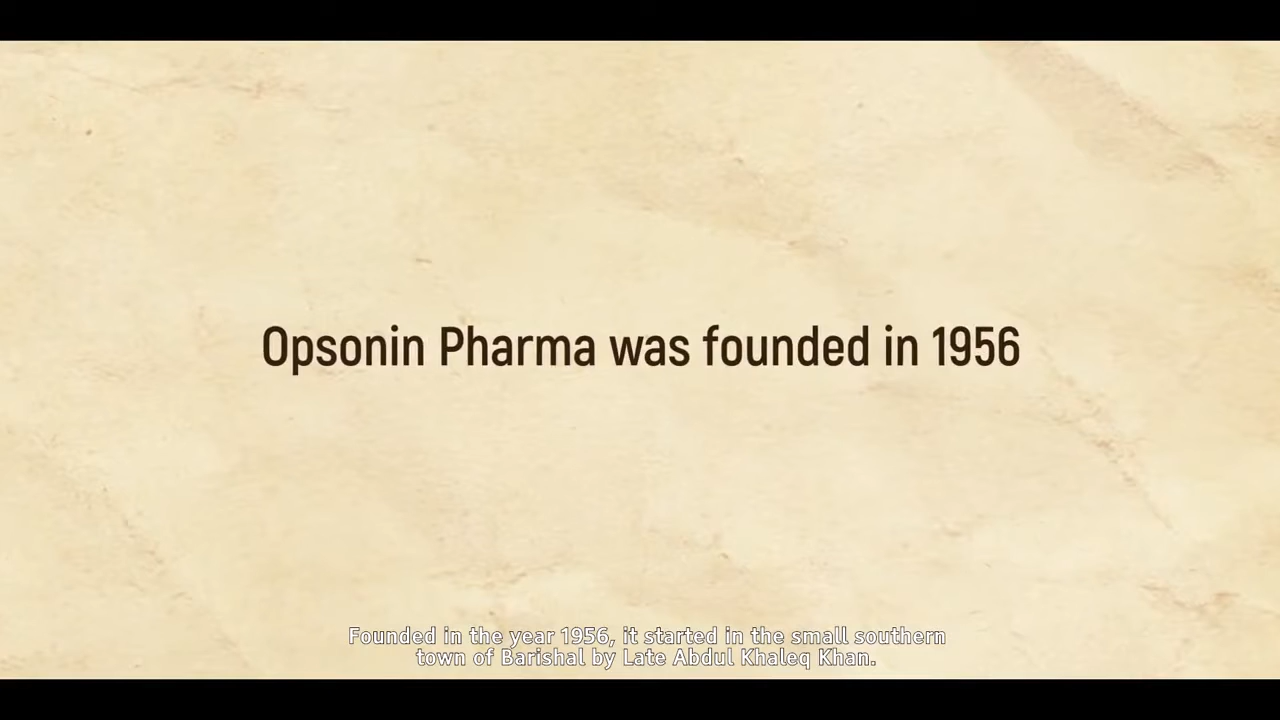 Opsonin Pharma was founded in 1956
Founded in the year 1956, it started in the small southern
town of Barishal by Late Abdul Khaleq Khan.